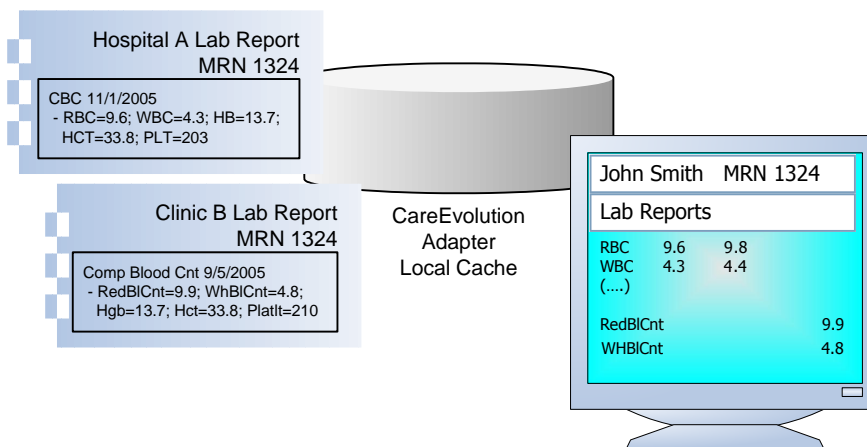 Hospital A Lab Report
MRN 1324
CBC 11/1/2005
- RBC=9.6; WBC=4.3; HB=13.7;
HCT=33.8; PLT=203
Clinic B Lab Report
MRN 1324
Comp Blood Cnt 9/5/2005
- RedBlCnt=9.9; WhBlCnt=4.8;
Hgb=13.7; Hct=33.8; Platlt=210
CareEvolution
Adapter
Local Cache
John Smith MRN 1324
Lab Reports
RBC 9.6 9.8
WBC 4.3 4.4
(....)
RedBlCnt 9.9
WHBlCnt 4.8